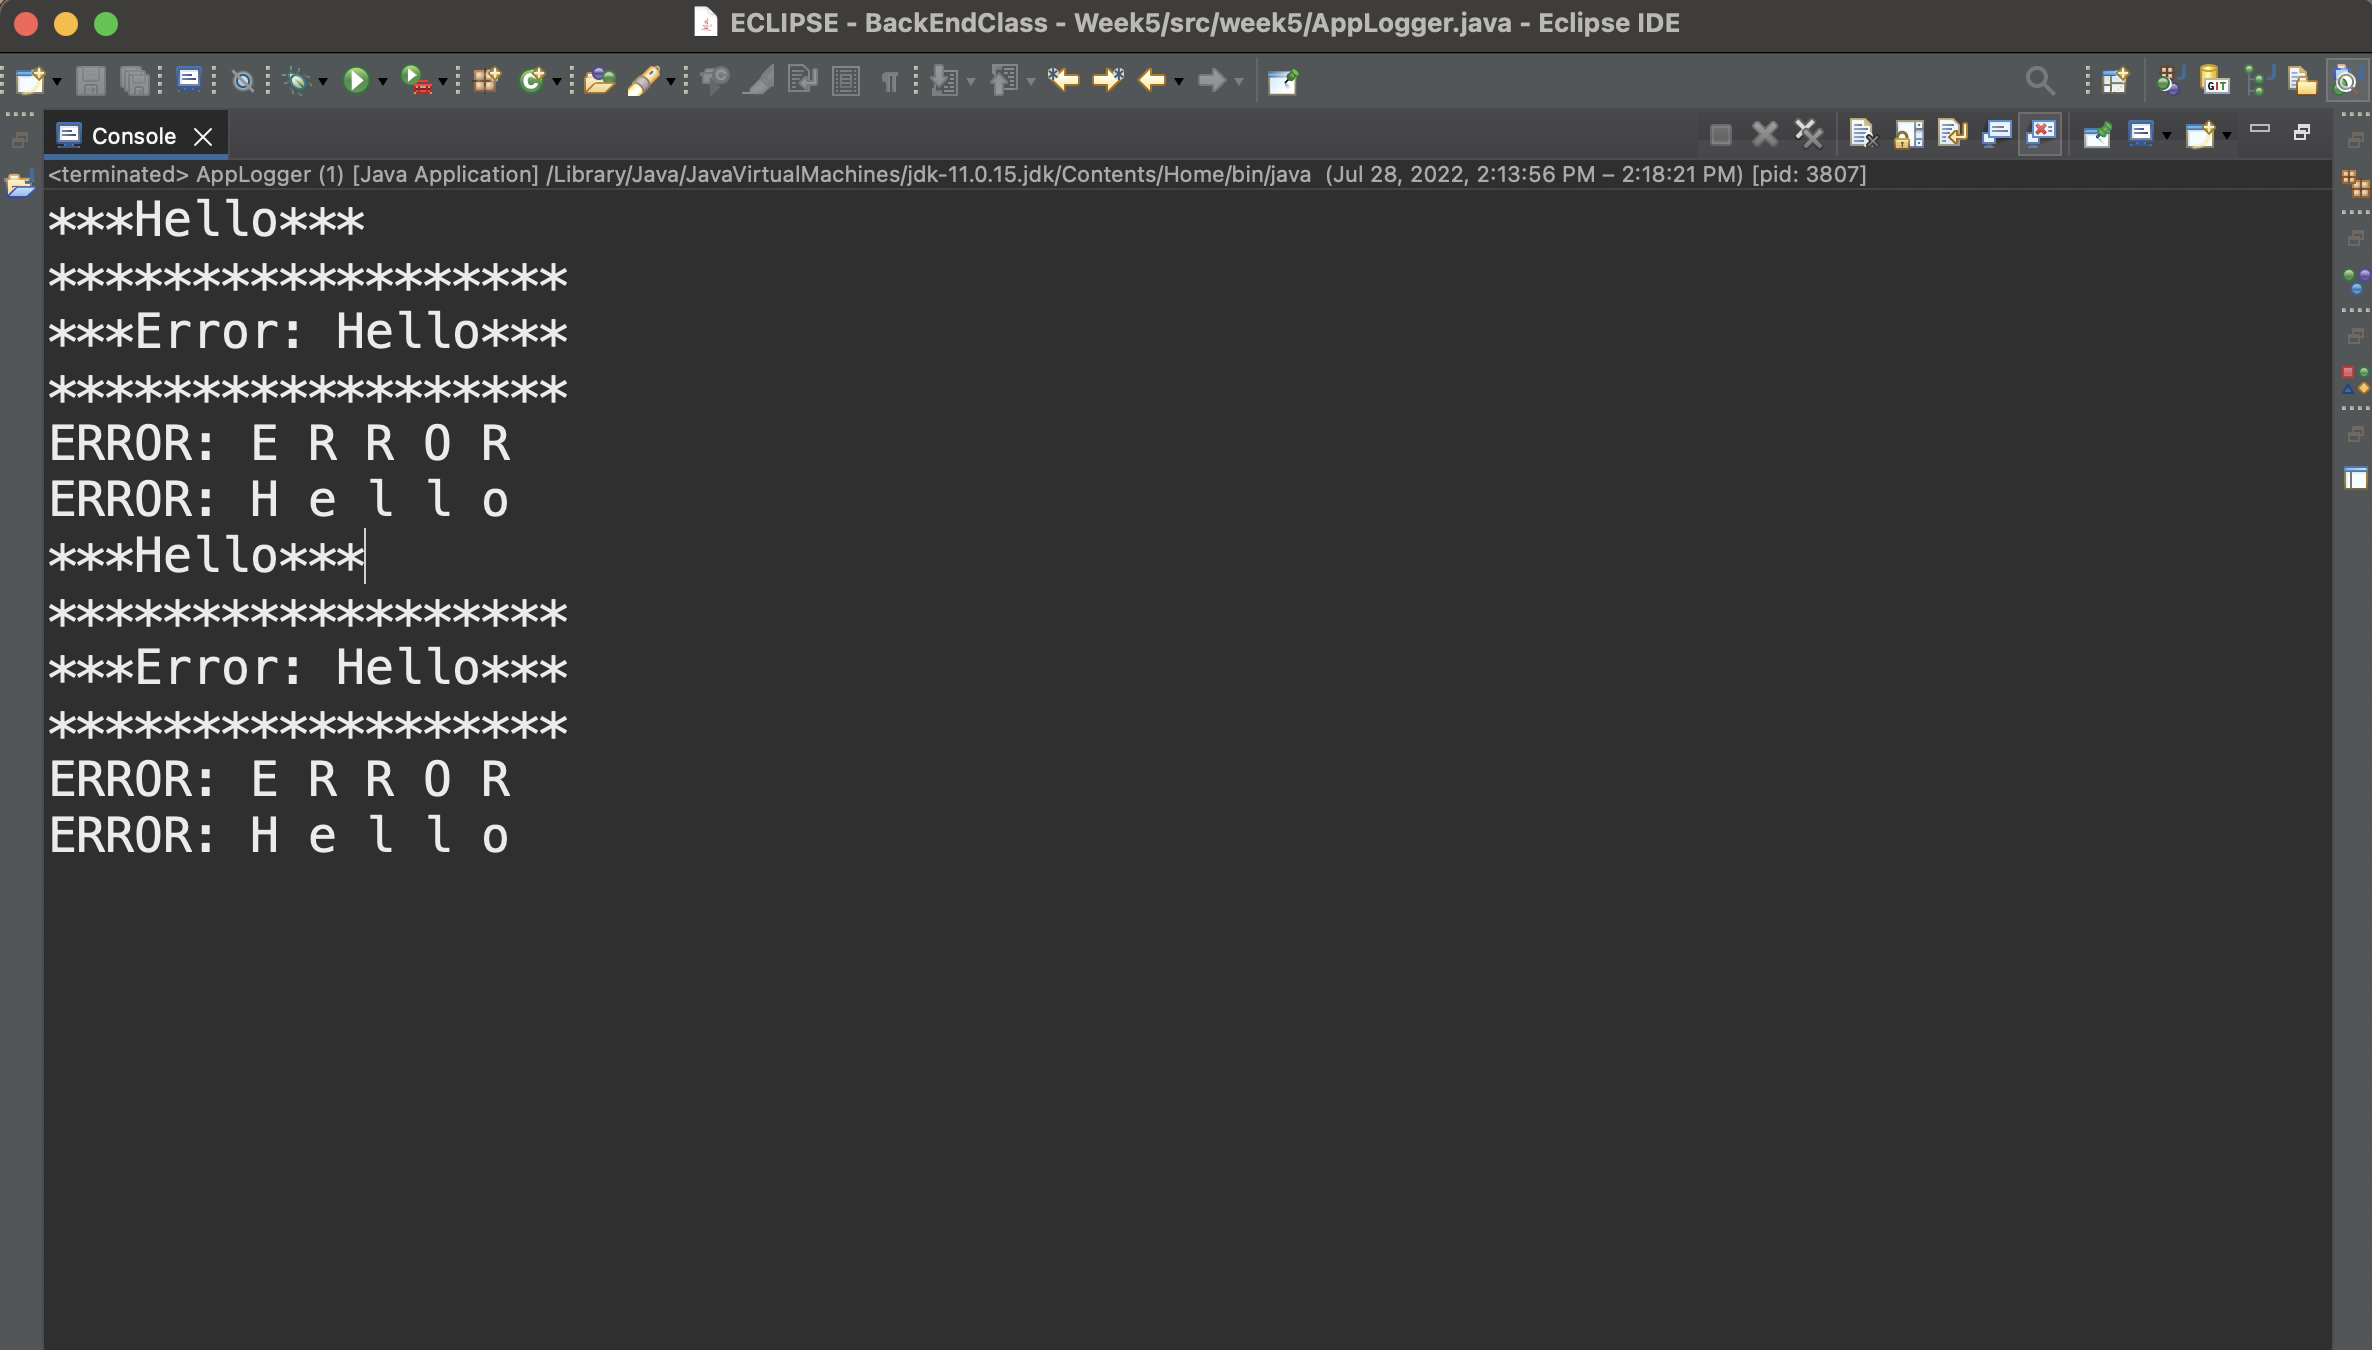 ECLIPSE - BackEndClass - Week5/src/week5/AppLogger.java - Eclipse IDE
GIT
Console
<terminated> AppLogger (1) [Java Application] /Library/Java/JavaVirtualMachines/jdk-11.0.15.jdk/Contents/Home/bin/java (Jul 28, 2022, 2:13:56 PM – 2:18:21 PM) [pid: 3807]
***Hello***
******************
***Error: Hello***
******************
ERROR: E R R O R
ERROR: H e l l o
***Hello***
******************
***Error: Hello***
******************
ERROR: E R R O R
ERROR: H e l l o